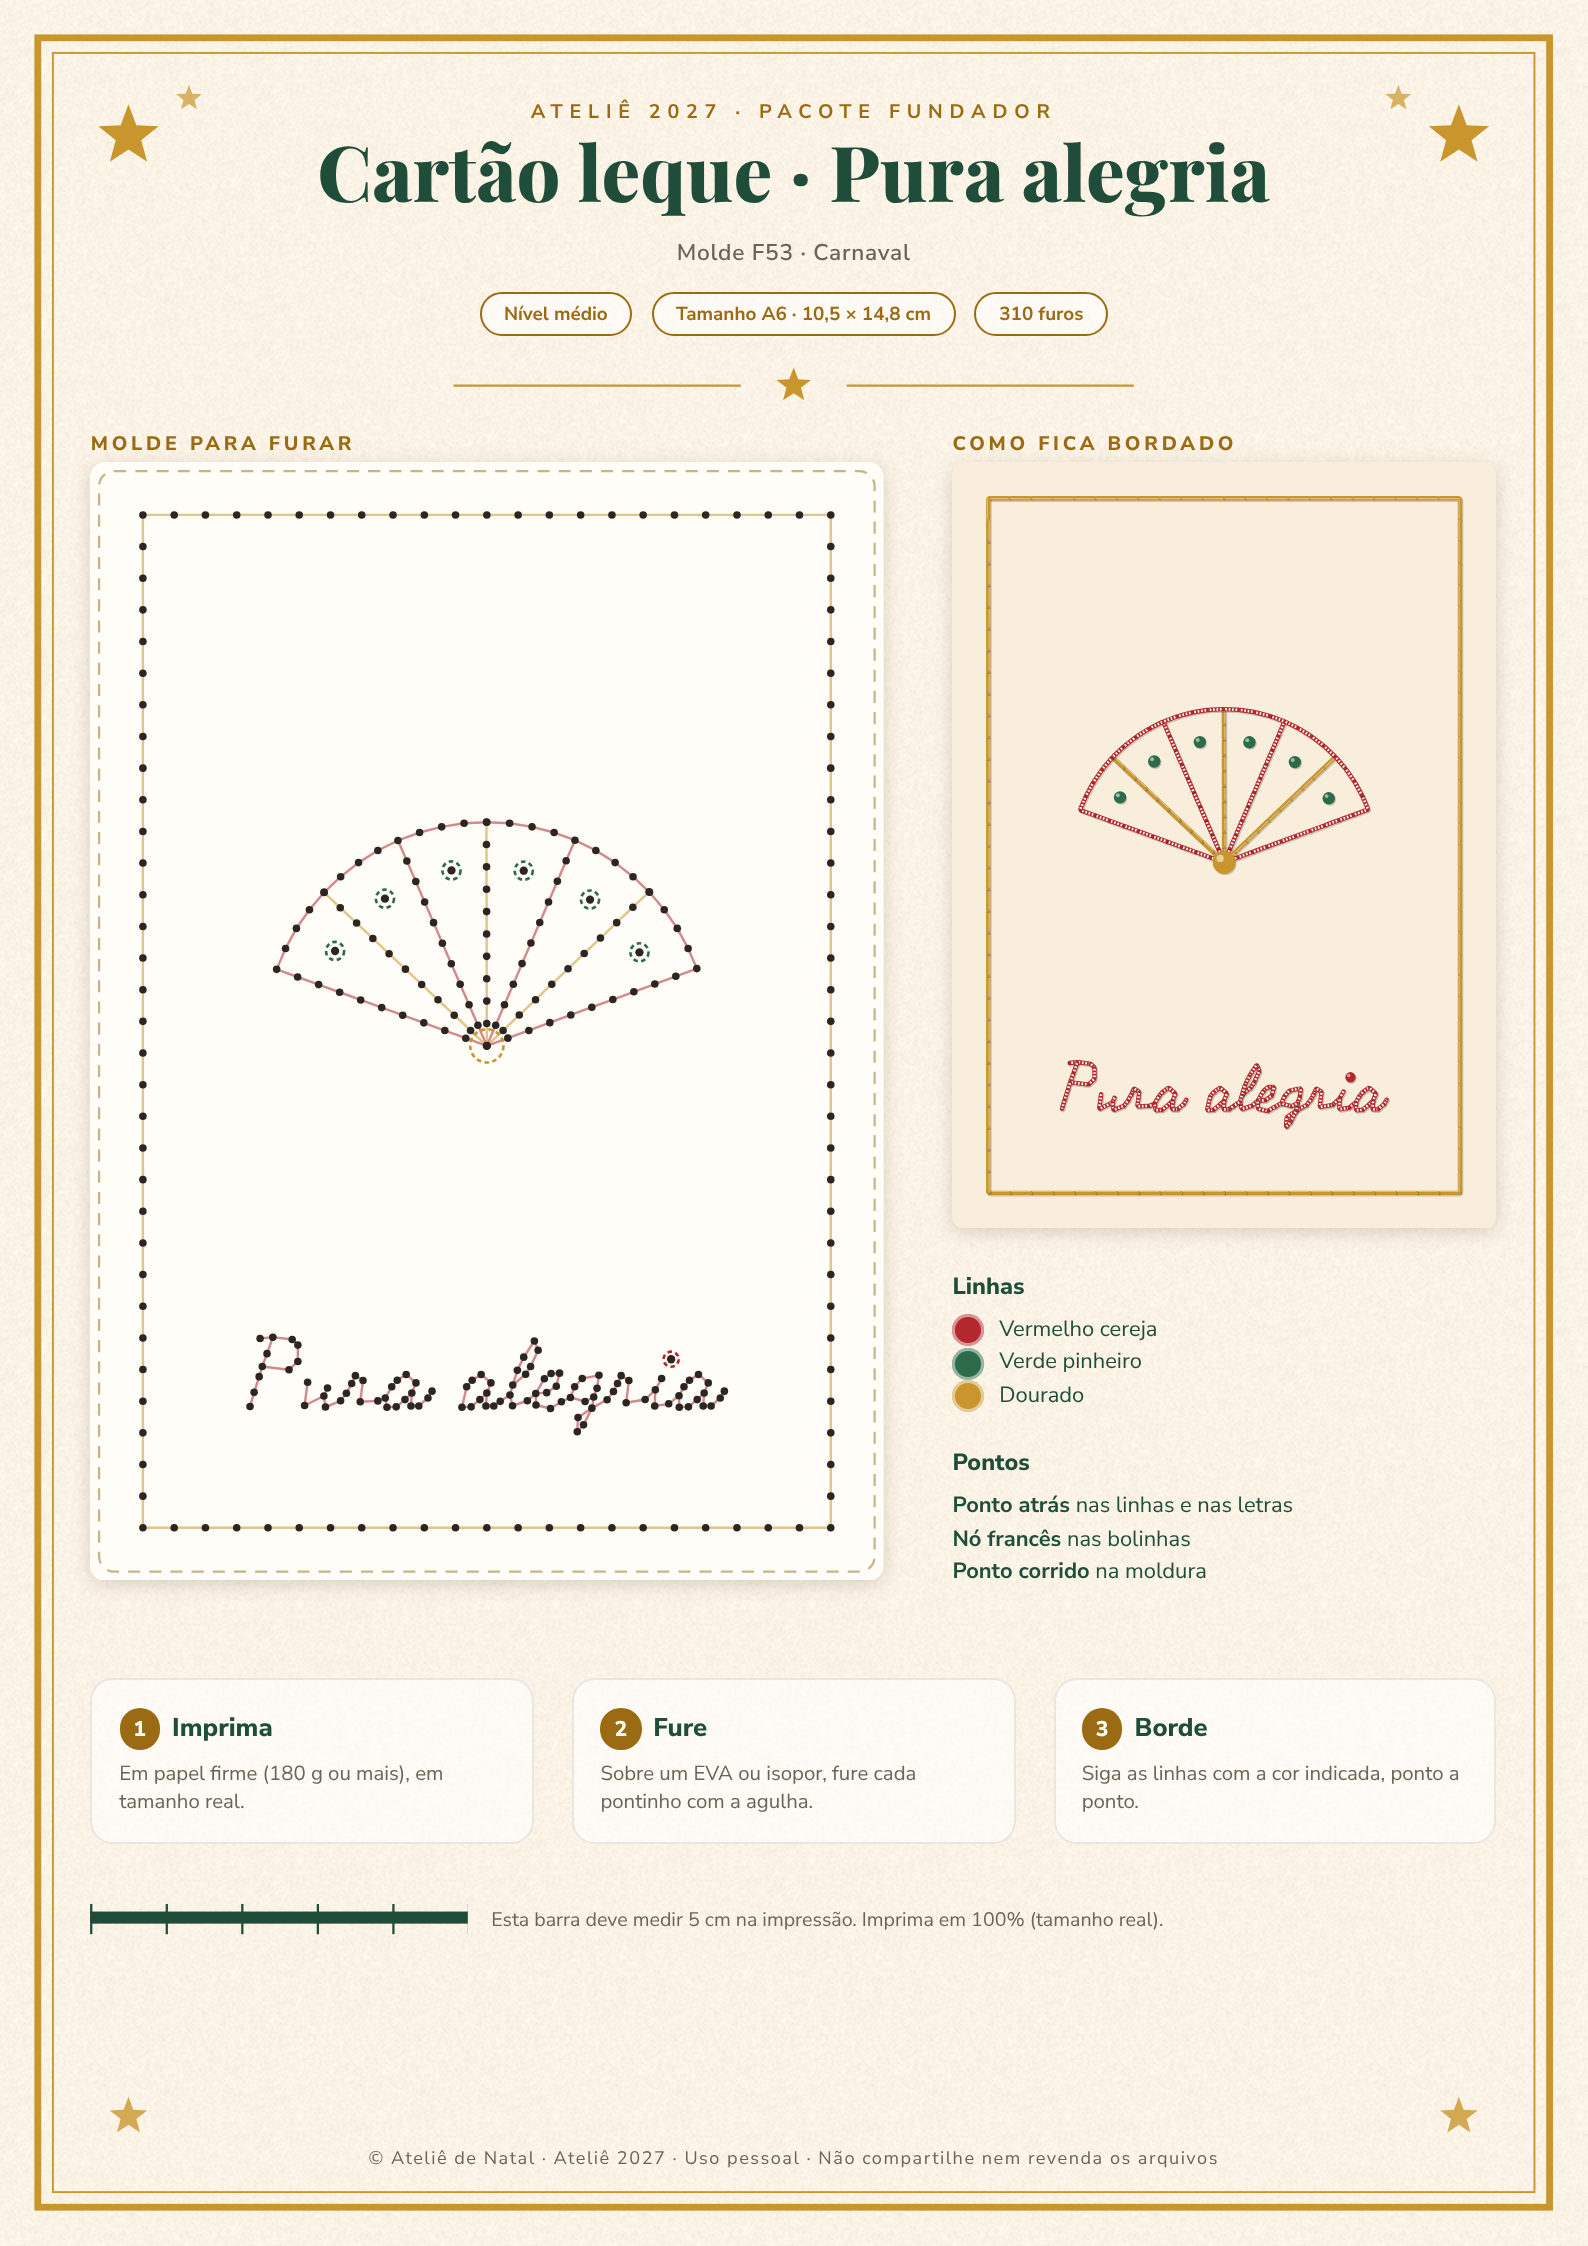 ATELIÊ 2027 · PACOTE FUNDADOR
Cartão leque · Pura alegria
Molde F53 · Carnaval
Nível médio
Tamanho A6 · 10,5 × 14,8 cm
310 furos
MOLDE PARA FURAR
Pura alegria
COMO FICA BORDADO
Pura alegria
Linhas
Vermelho cereja
Verde pinheiro
Dourado
Pontos
Ponto atrás nas linhas e nas letras
Nó francês nas bolinhas
Ponto corrido na moldura
1 Imprima
Em papel firme (180 g ou mais), em
tamanho real.
2 Fure
Sobre um EVA ou isopor, fure cada
pontinho com a agulha.
3 Borde
Siga as linhas com a cor indicada, ponto a
ponto.
Esta barra deve medir 5 cm na impressão. Imprima em 100% (tamanho real).
© Ateliê de Natal · Ateliê 2027 · Uso pessoal · Não compartilhe nem revenda os arquivos